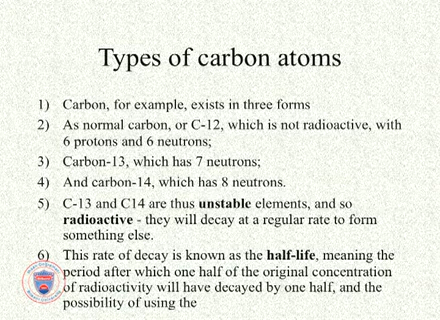 Types of carbon atoms
1) Carbon, for example, exists in three forms
2) As normal carbon, or C-12, which is not radioactive, with
6 protons and 6 neutrons;
3) Carbon-13, which has 7 neutrons;
4) And carbon-14, which has 8 neutrons.
5) C-13 and C14 are thus unstable elements, and so
radioactive - they will decay at a regular rate to form
something else.
6) This rate of decay is known as the half-life, meaning the
period after which one half of the original concentration
of radioactivity will have decayed by one half, and the
possibility of using the